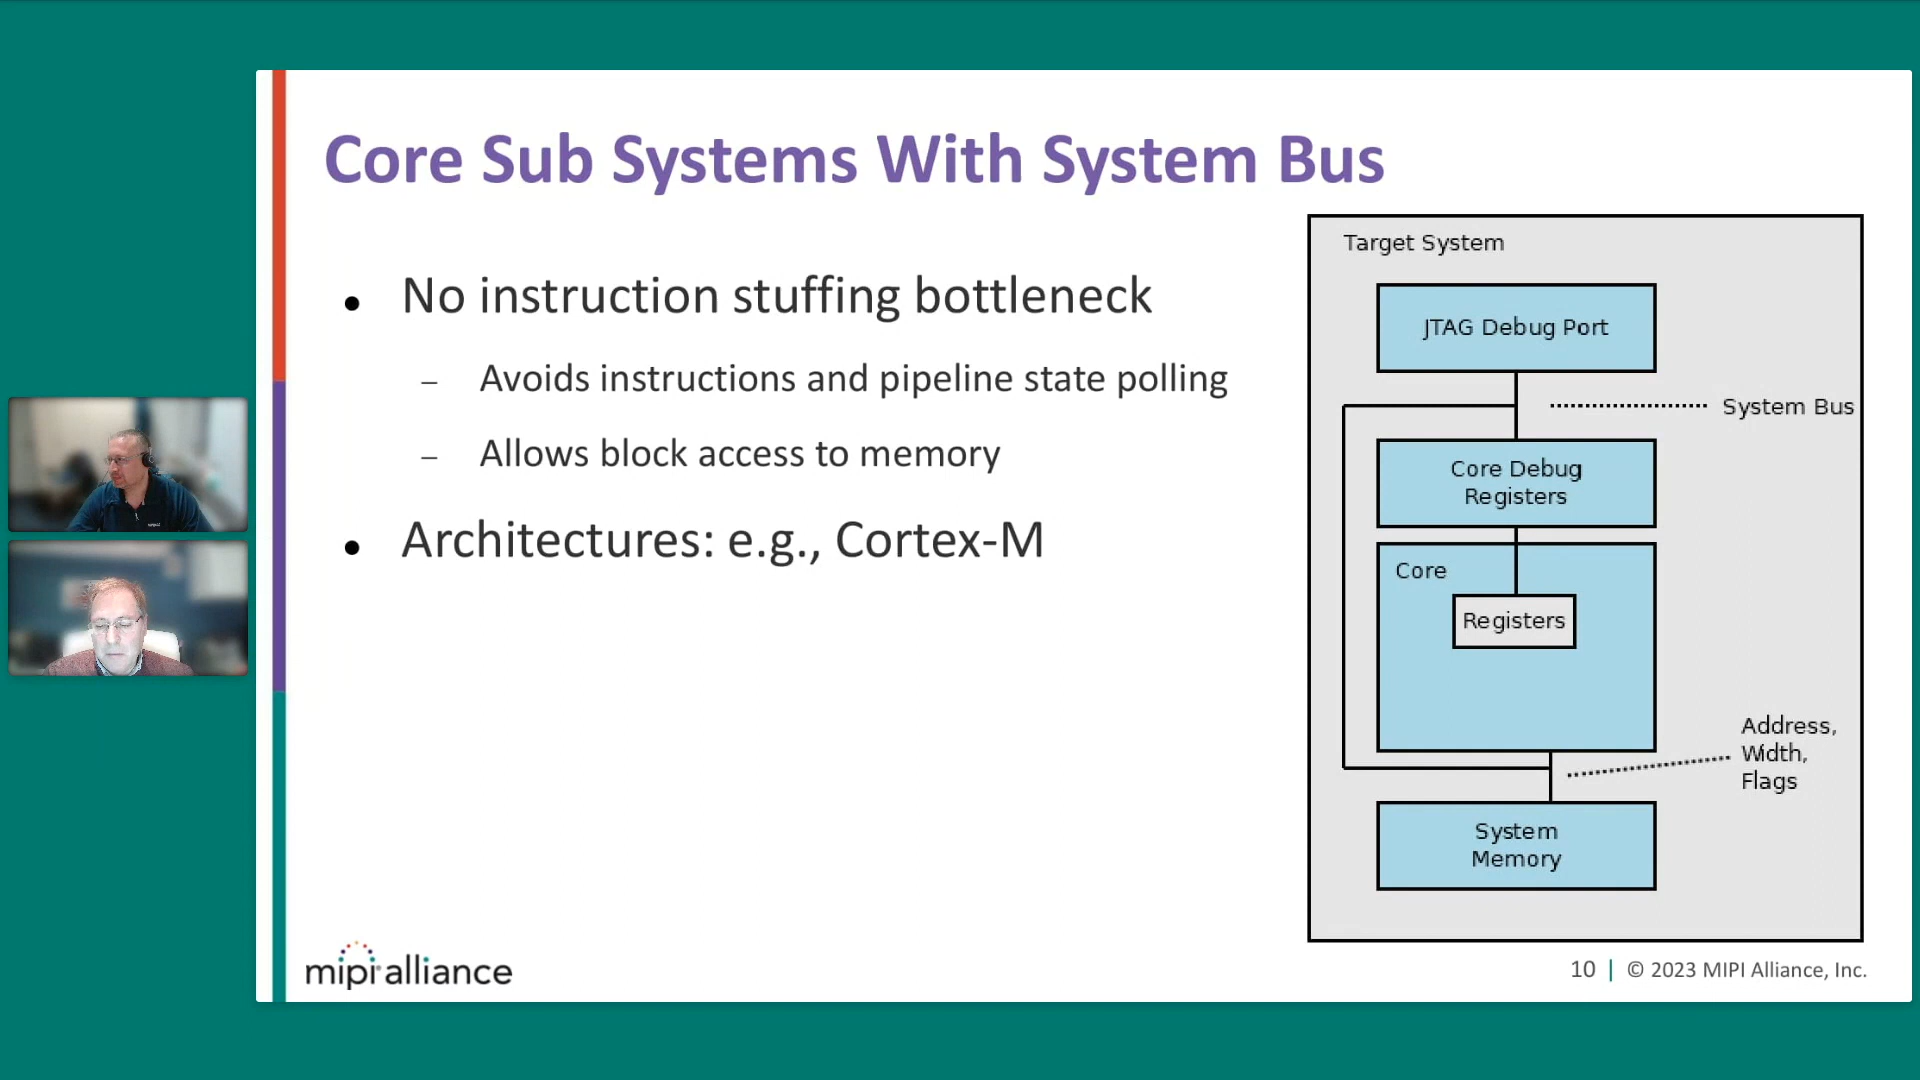 Core Sub Systems With System Bus
• No instruction stuffing bottleneck
– Avoids instructions and pipeline state polling
– Allows block access to memory
• Architectures: e.g., Cortex-M
Target System
JTAG Debug Port
System Bus
Core Debug
Registers
Core
Registers
Address,
Width,
Flags
System
Memory
mipi alliance
10 | © 2023 MIPI Alliance, Inc.